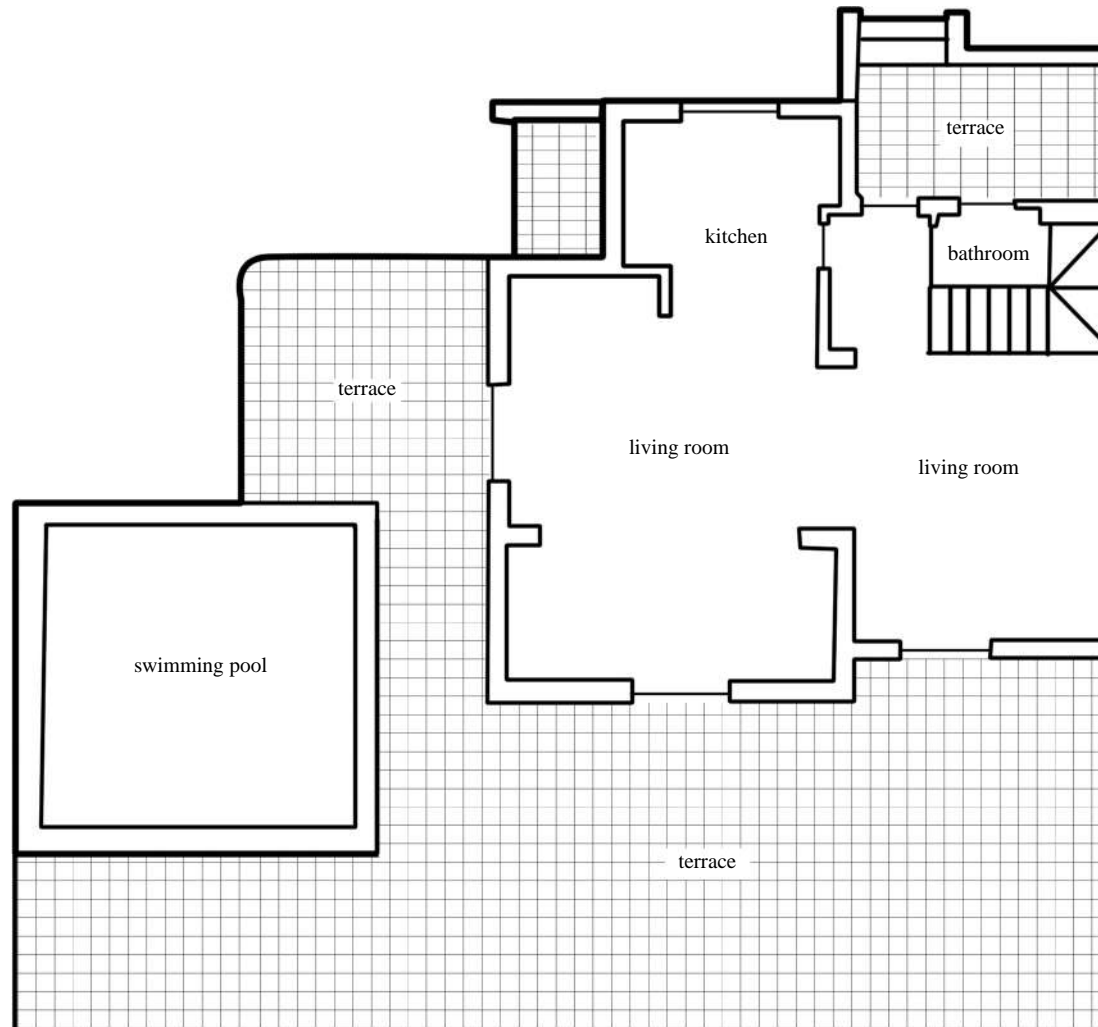 terrace
kitchen
bathroom
terrace
living room
living room
swimming pool
terrace